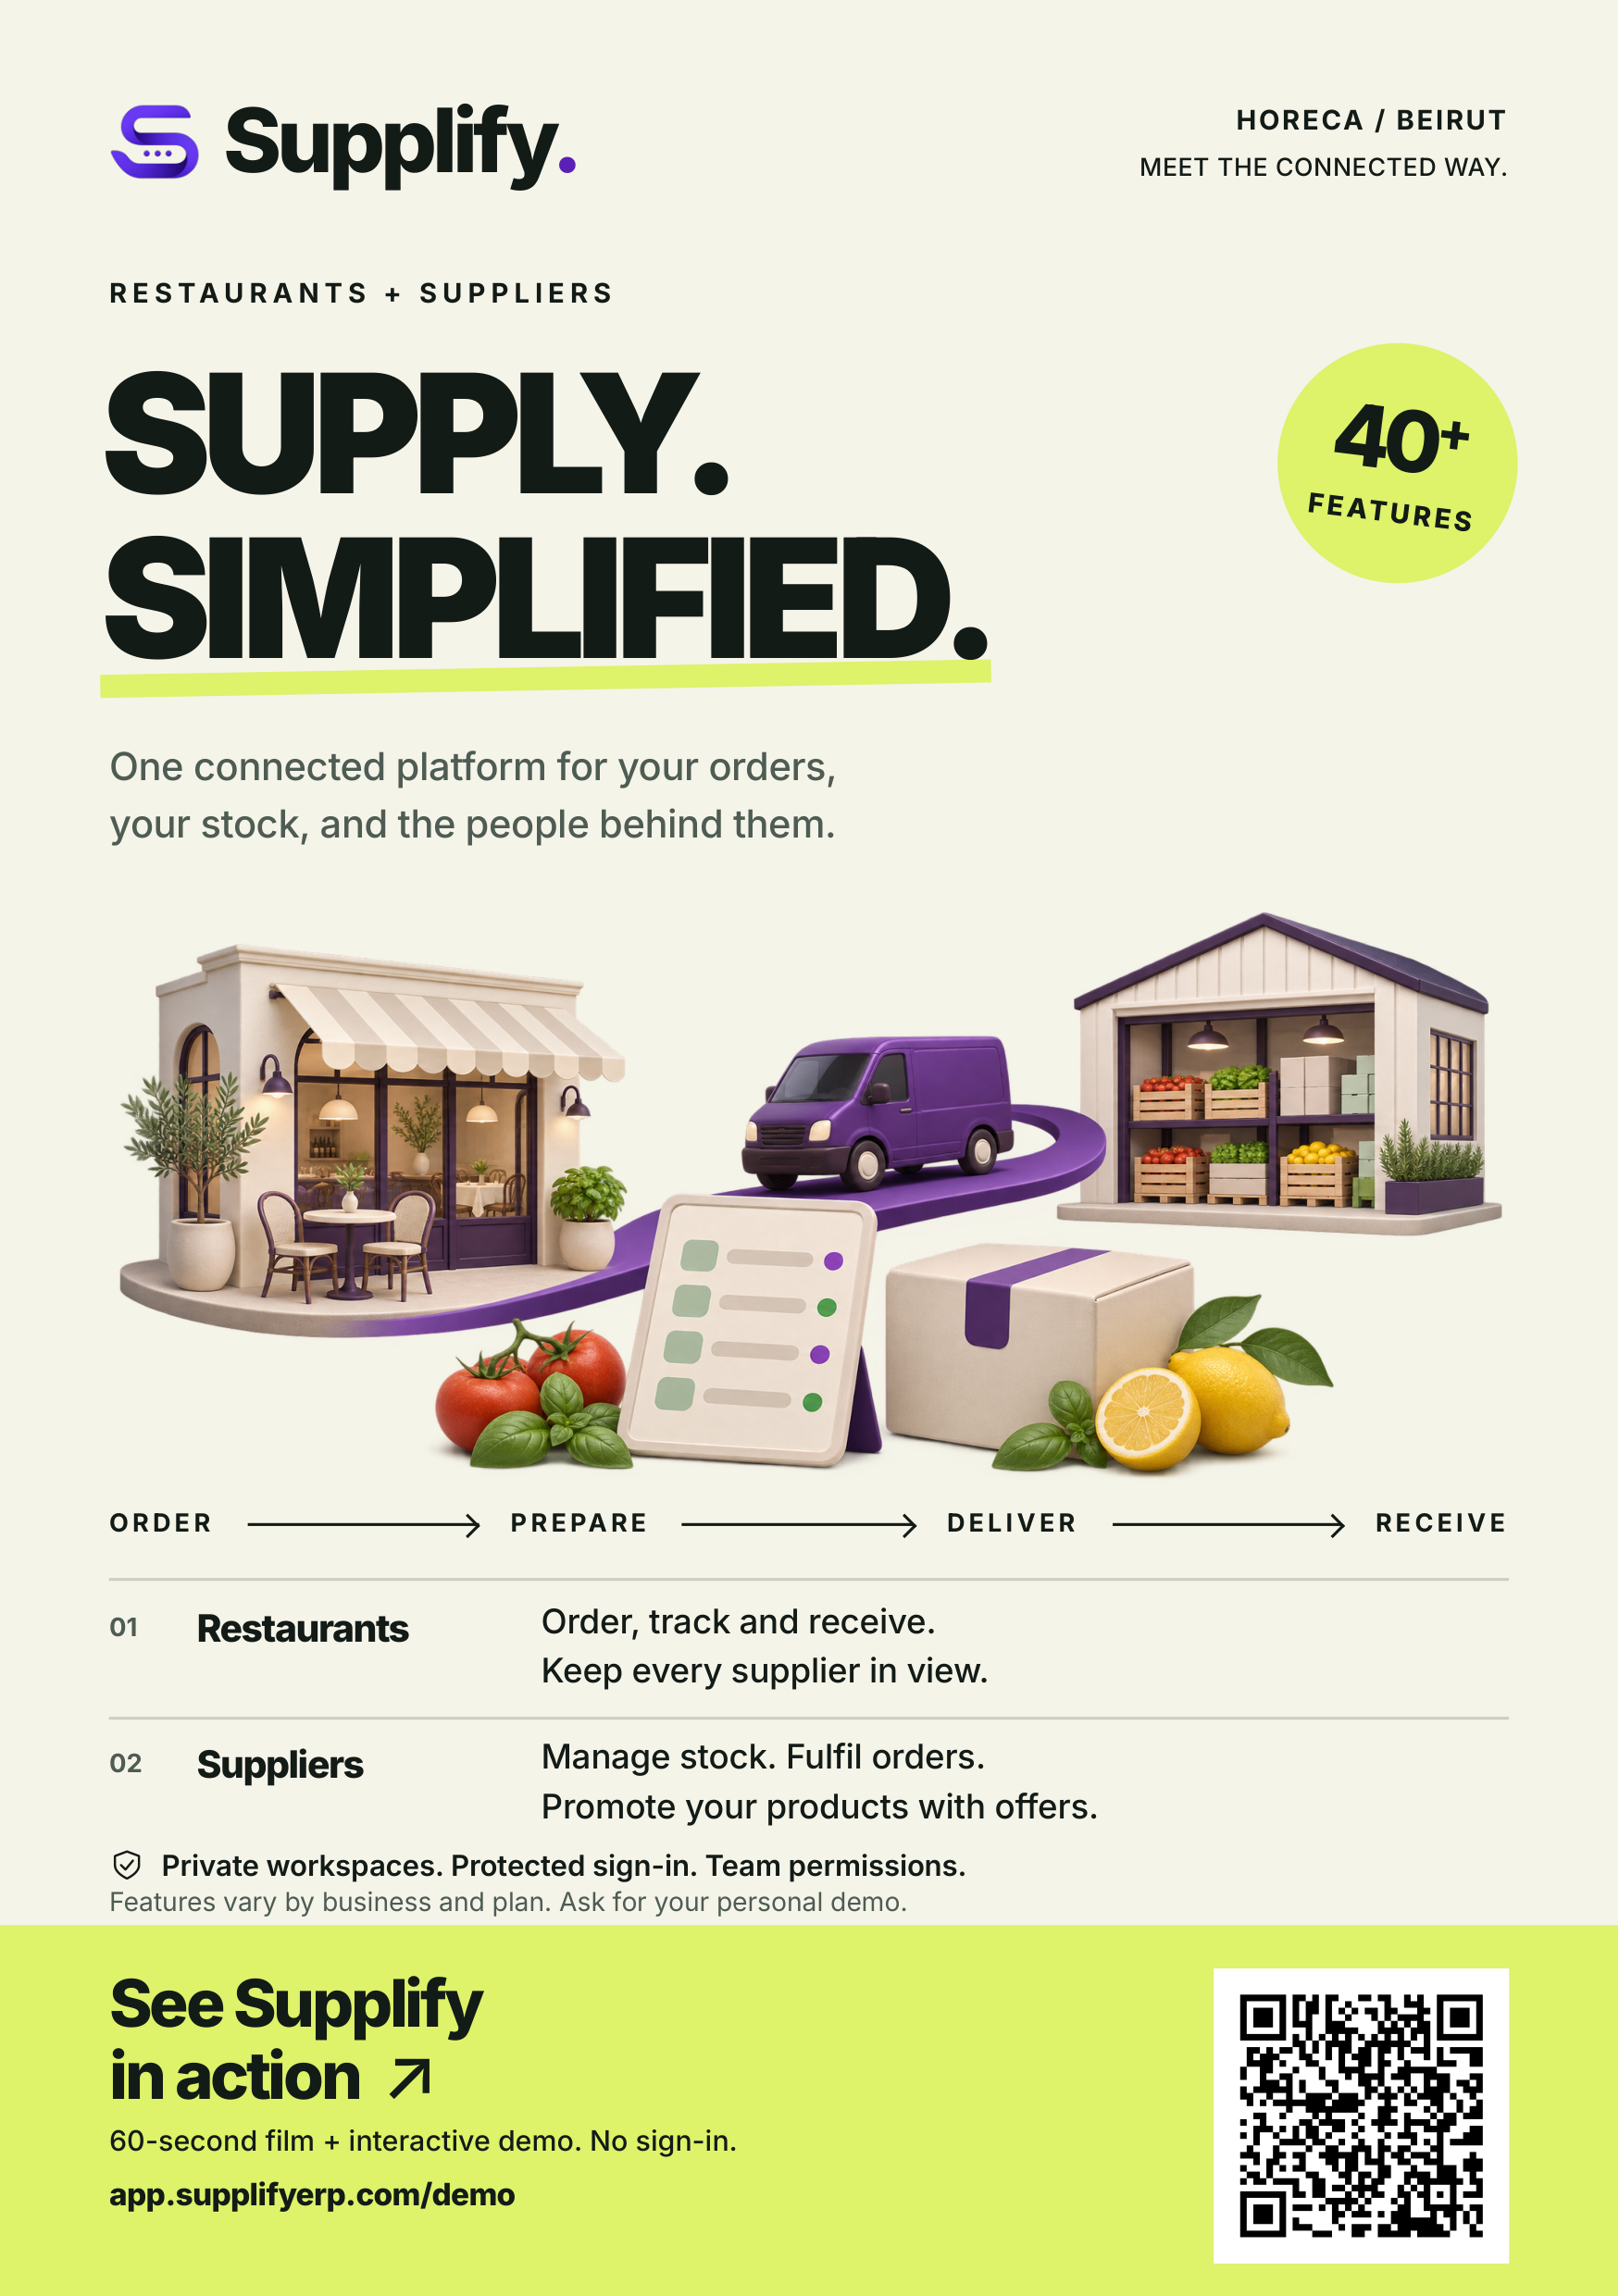 Supplify.
HORECA / BEIRUT
MEET THE CONNECTED WAY.
RESTAURANTS + SUPPLIERS
SUPPLY.
SIMPLIFIED.
40+
FEATURES
One connected platform for your orders,
your stock, and the people behind them.
ORDER
PREPARE
DELIVER
RECEIVE
01
Restaurants
Order, track and receive.
Keep every supplier in view.
02
Suppliers
Manage stock. Fulfil orders.
Promote your products with offers.
Private workspaces. Protected sign-in. Team permissions.
Features vary by business and plan. Ask for your personal demo.
See Supplify
in action
60-second film + interactive demo. No sign-in.
app.supplifyerp.com/demo